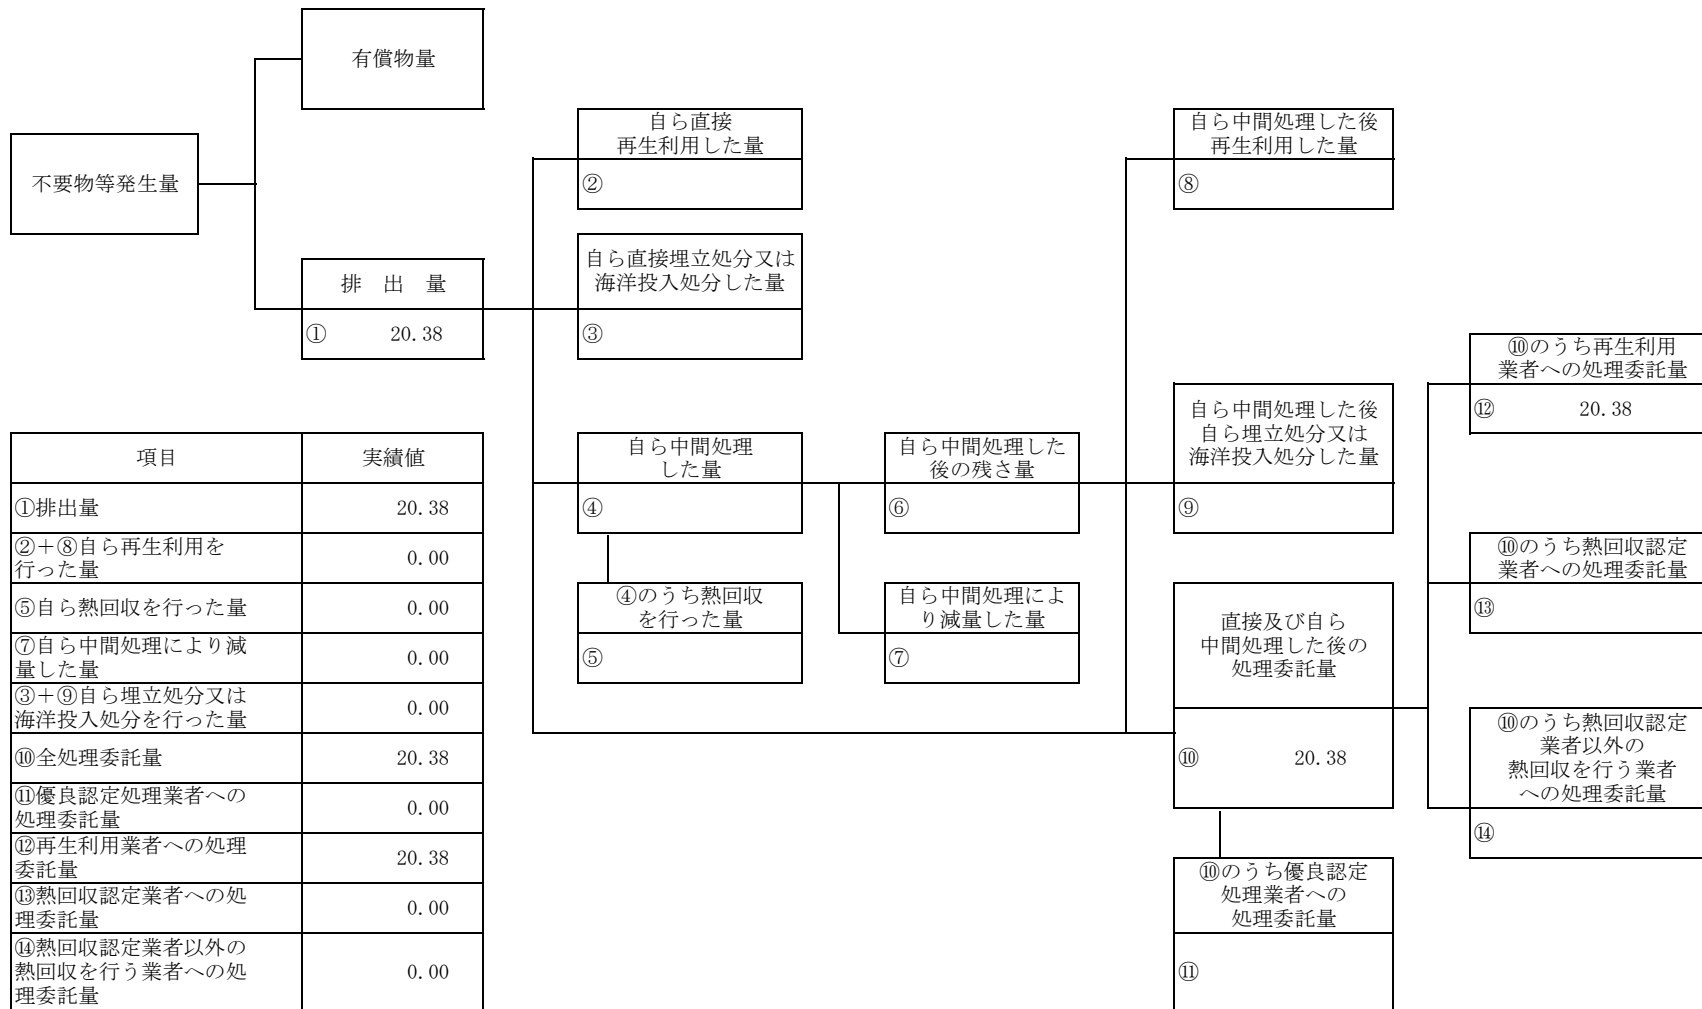 有償物量
不要物等発生量
排　出　量
①　20.38
自ら直接
再生利用した量
②
自ら直接埋立処分又は
海洋投入処分した量
③
自ら中間処理
した量
④
④のうち熱回収
を行った量
⑤
自ら中間処理した
後の残さ量
⑥
自ら中間処理によ
り減量した量
⑦
自ら中間処理した後
再生利用した量
⑧
自ら中間処理した後
自ら埋立処分又は
海洋投入処分した量
⑨
直接及び自ら
中間処理した後の
処理委託量
⑩　20.38
⑩のうち優良認定
処理業者への
処理委託量
⑪
⑩のうち再生利用
業者への処理委託量
⑫　20.38
⑩のうち熱回収認定
業者への処理委託量
⑬
⑩のうち熱回収認定
業者以外の
熱回収を行う業者
への処理委託量
⑭
項目　実績値
①排出量　20.38
②＋⑧自ら再生利用を
行った量　0.00
⑤自ら熱回収を行った量　0.00
⑦自ら中間処理により減
量した量　0.00
③＋⑨自ら埋立処分又は
海洋投入処分を行った量　0.00
⑩全処理委託量　20.38
⑪優良認定処理業者への
処理委託量　0.00
⑫再生利用業者への処理
委託量　20.38
⑬熱回収認定業者への処
理委託量　0.00
⑭熱回収認定業者以外の
熱回収を行う業者への処
理委託量　0.00